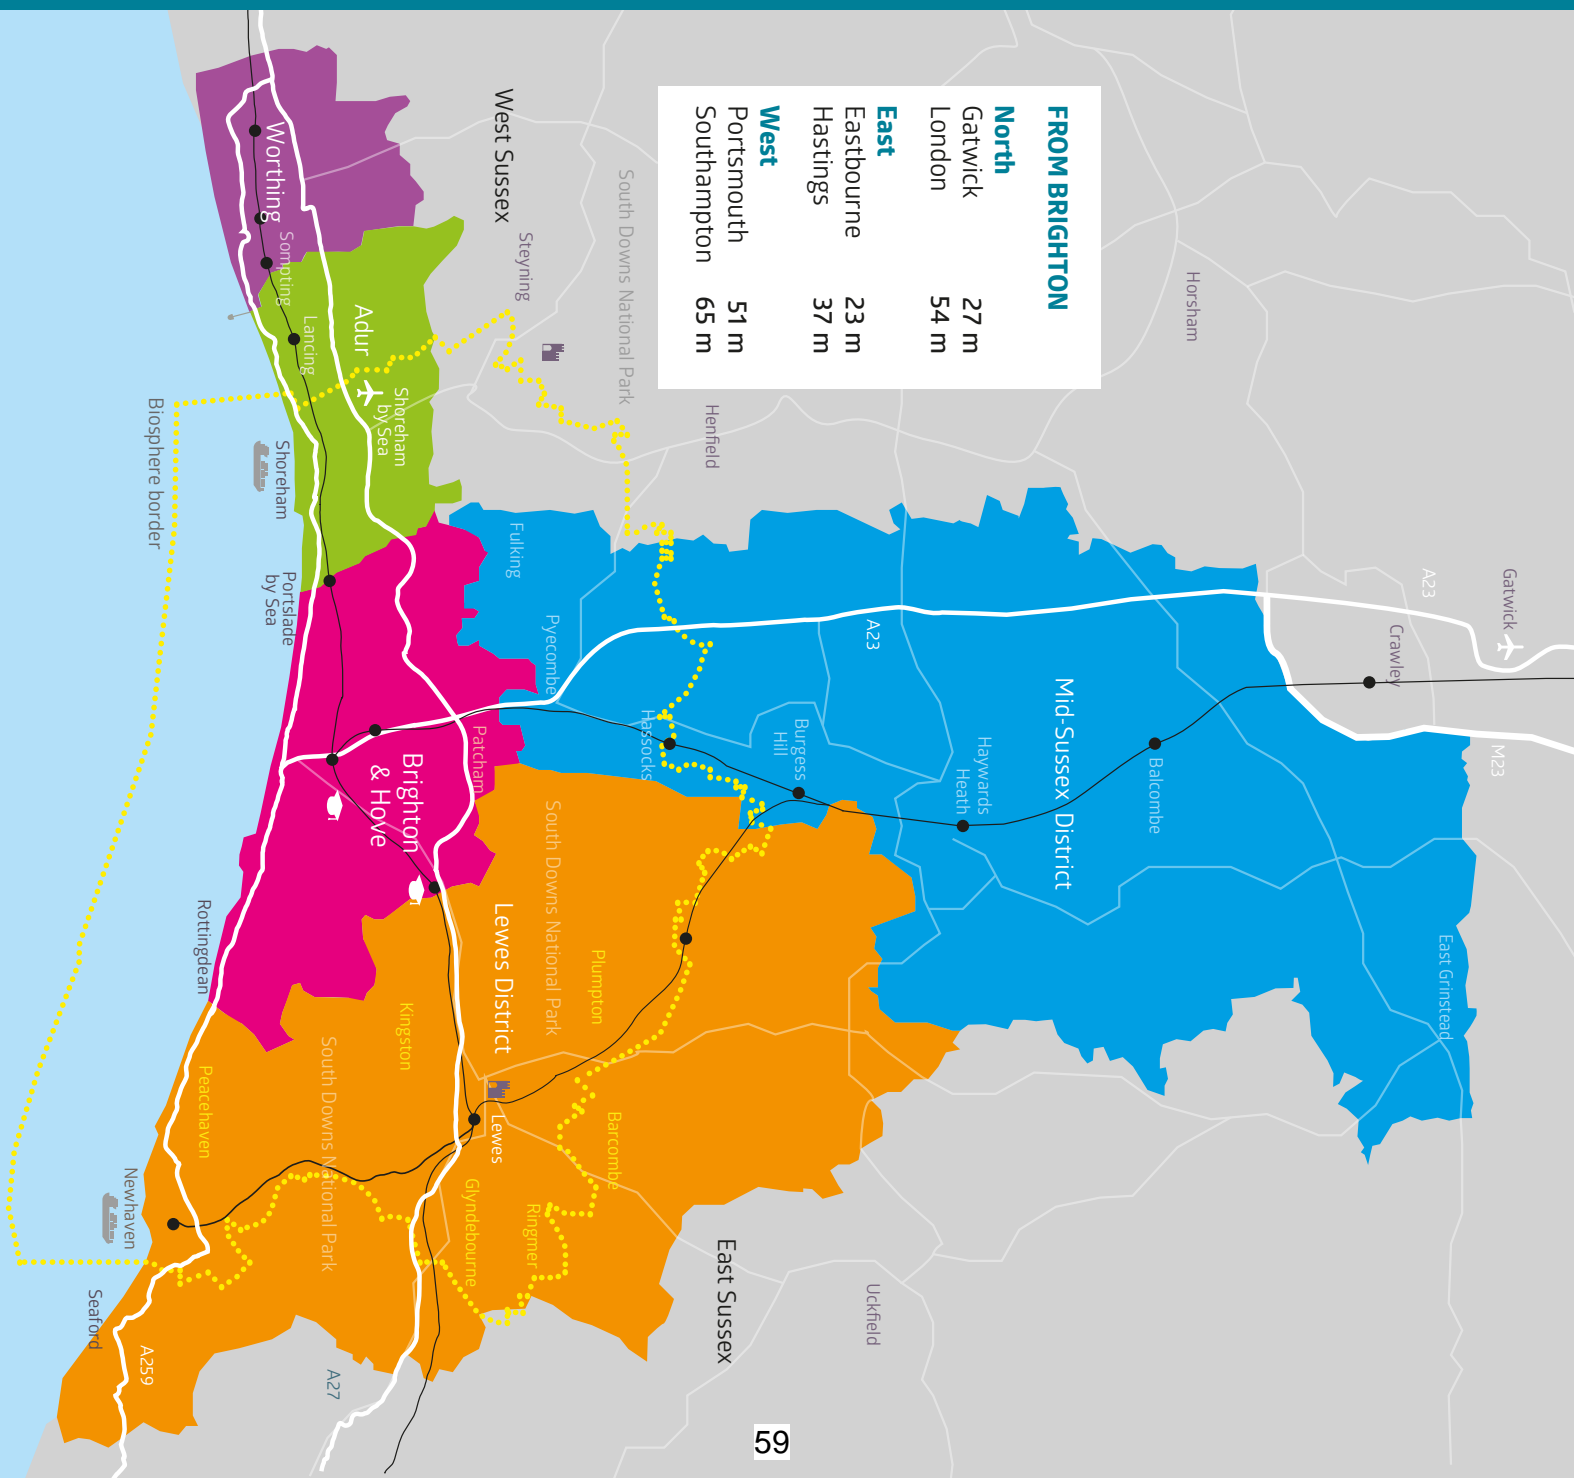 FROM BRIGHTON
North
Gatwick 27 m
London 54 m
East
Eastbourne 23 m
Hastings 37 m
West
Portsmouth 51 m
Southampton 65 m
Gatwick
A23
Crawley
M23
Horsham
East Grinstead
Balcombe
Mid-Sussex District
Haywards
Heath
A23
Burgess
Hill
Henfield
Hassocks
South Downs National Park
West Sussex
Steyning
Fulking
Pyecombe
Patcham
South Downs National Park
Plumpton
Lewes District
Barcombe
Ringmer
East Sussex
Uckfield
Worthing
Sompting
Lancing
Adur
Shoreham
by Sea
Shoreham
Portslade
by Sea
Brighton
& Hove
Kingston
Lewes
Glyndebourne
South Downs National Park
Rottingdean
Peacehaven
Newhaven
Seaford
A259
A27
Biosphere border
59